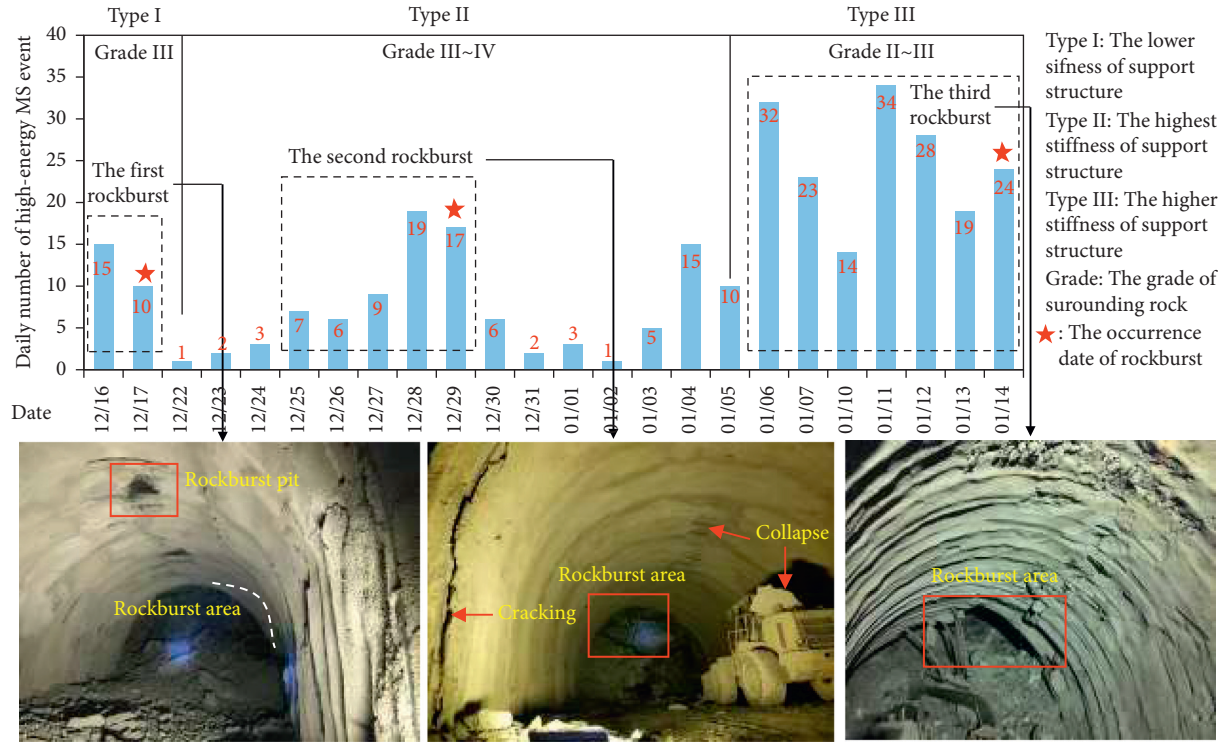 Type I
Type II
Type III
Grade III
Grade III~IV
Grade II~III
Daily number of high-energy MS event
40
35
30
25
20
15
10
5
0
The first
rockburst
The second rockburst
The third
rockburst
15
10
1
2
3
7
6
9
19
17
6
2
3
1
5
15
10
32
23
14
34
28
19
24
Date
12/16
12/17
12/22
12/23
12/24
12/25
12/26
12/27
12/28
12/29
12/30
12/31
01/01
01/02
01/03
01/04
01/05
01/06
01/07
01/10
01/11
01/12
01/13
01/14
Type I: The lower
sifness of support
structure
Type II: The highest
stiffness of support
structure
Type III: The higher
stiffness of support
structure
Grade: The grade of
surounding rock
★: The occurrence
date of rockburst
Rockburst pit
Rockburst area
Collapse
Rockburst area
Cracking
Rockburst area